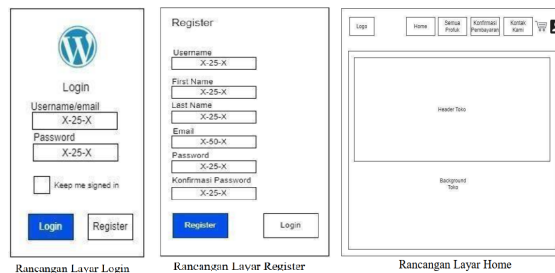 Login
Username/email
X-25-X
Password
X-25-X
Keep me signed in
Login
Register
Rancangan Layar Login
Register
Username
X-25-X
First Name
X-25-X
Last Name
X-25-X
Email
X-50-X
Password
X-25-X
Konfirmasi Password
X-25-X
Register
Login
Rancangan Layar Register
Logo
Home
Semua
Produk
Konfirmasi
Pembayaran
Kontak
Kami
Header Toko
Background
Toko
Rancangan Layar Home